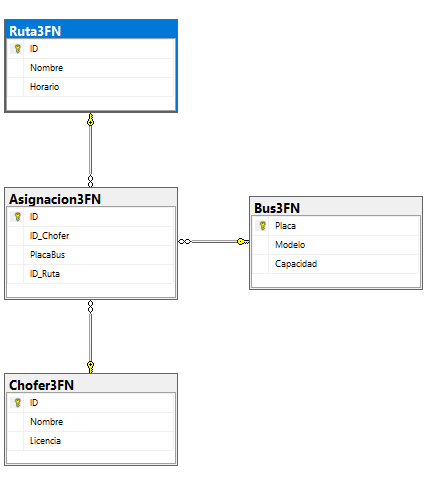 Ruta3FN
ID
Nombre
Horario
Asignacion3FN
ID
ID_Chofer
PlacaBus
ID_Ruta
Bus3FN
Placa
Modelo
Capacidad
Chofer3FN
ID
Nombre
Licencia